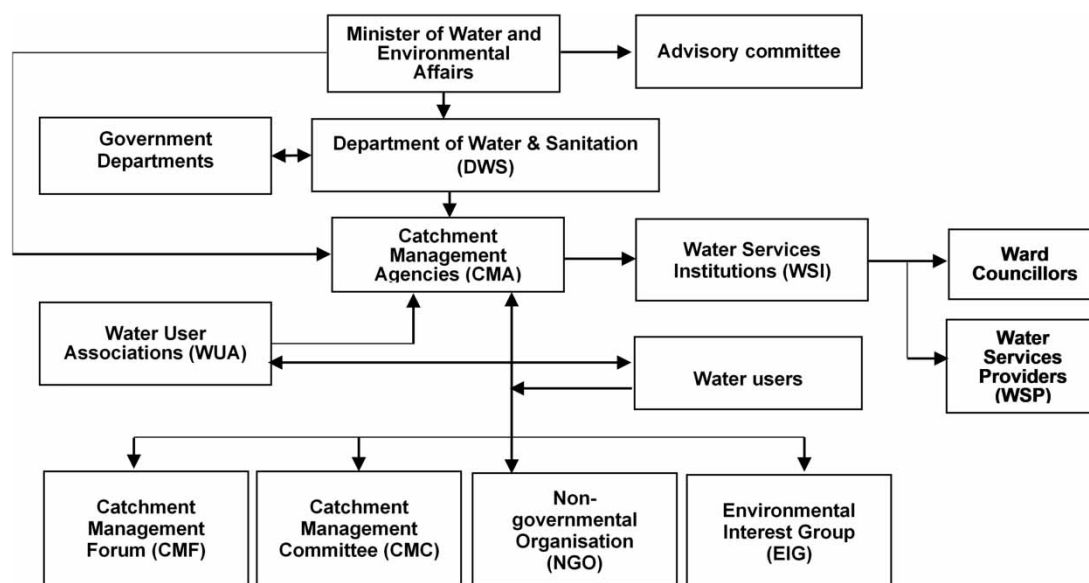 Minister of Water and
Environmental
Affairs
Advisory committee
Government
Departments
Department of Water & Sanitation
(DWS)
Catchment
Management
Agencies (CMA)
Water Services
Institutions (WSI)
Ward
Councillors
Water User
Associations (WUA)
Water users
Water
Services
Providers
(WSP)
Catchment
Management
Forum (CMF)
Catchment
Management
Committee (CMC)
Non-
governmental
Organisation
(NGO)
Environmental
Interest Group
(EIG)